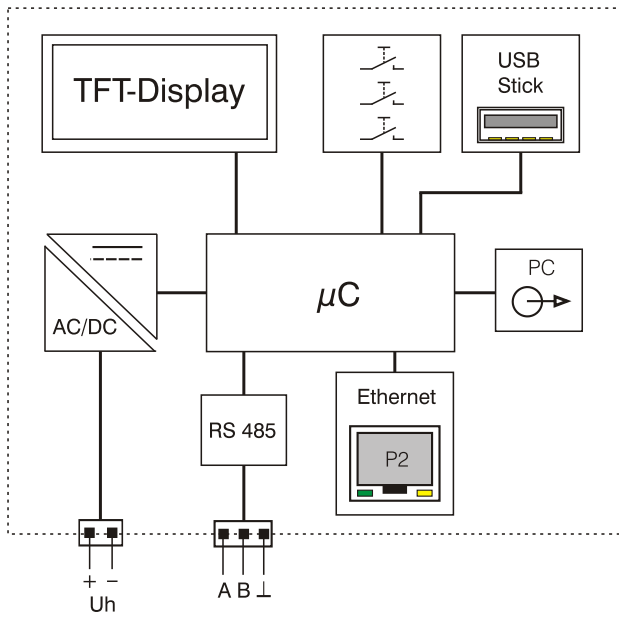 TFT-Display
USB
Stick
µC
PC
AC/DC
RS 485
Ethernet
P2
+ −
Uh
A B ⊥